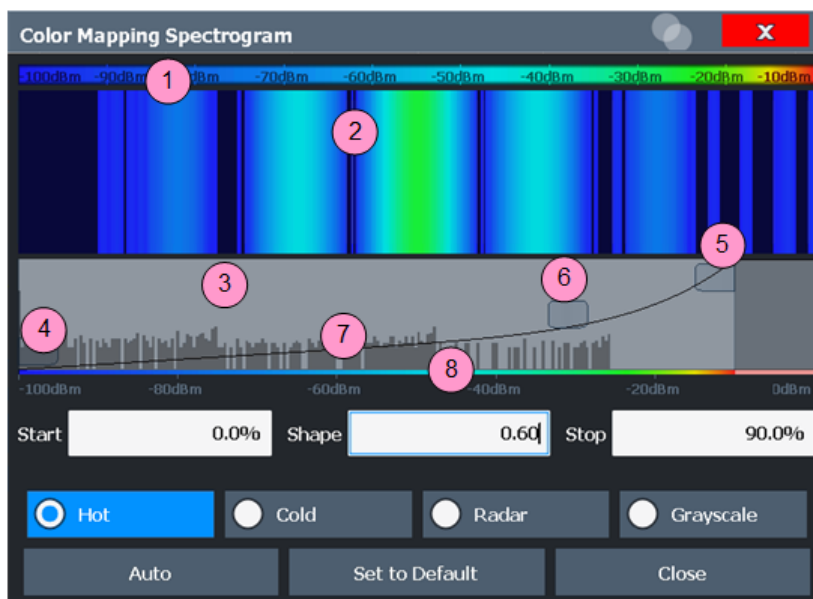 Color Mapping Spectrogram X
-100dBm -90dBm -70dBm -60dBm -50dBm -40dBm -30dBm -20dBm -10dBm
1
2
3
4
5
6
7
8
-100dBm -80dBm -60dBm -40dBm -20dBm 0dBm
Start 0.0% Shape 0.60 Stop 90.0%
Hot Cold Radar Grayscale
Auto Set to Default Close